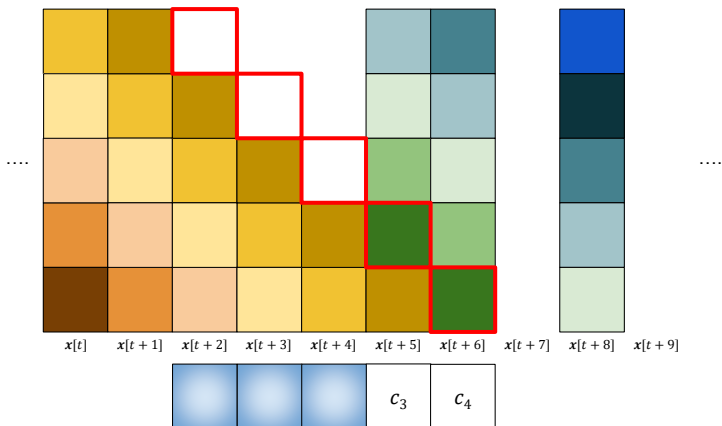 .... ....
𝒙[𝑡] 𝒙[𝑡 + 1] 𝒙[𝑡 + 2] 𝒙[𝑡 + 3] 𝒙[𝑡 + 4] 𝒙[𝑡 + 5] 𝒙[𝑡 + 6] 𝒙[𝑡 + 7] 𝒙[𝑡 + 8] 𝒙[𝑡 + 9]
𝑐₃ 𝑐₄